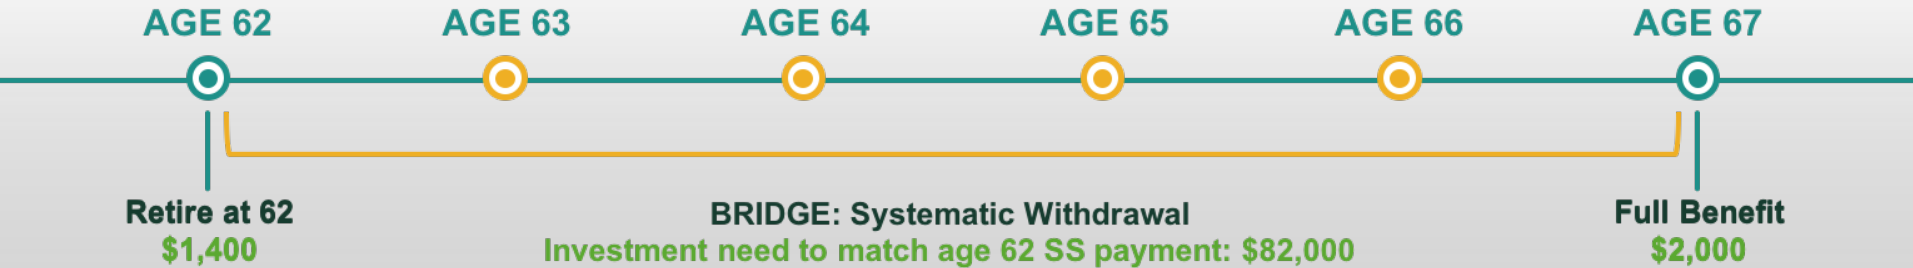 AGE 62 AGE 63 AGE 64 AGE 65 AGE 66 AGE 67
Retire at 62
$1,400
BRIDGE: Systematic Withdrawal
Investment need to match age 62 SS payment: $82,000
Full Benefit
$2,000